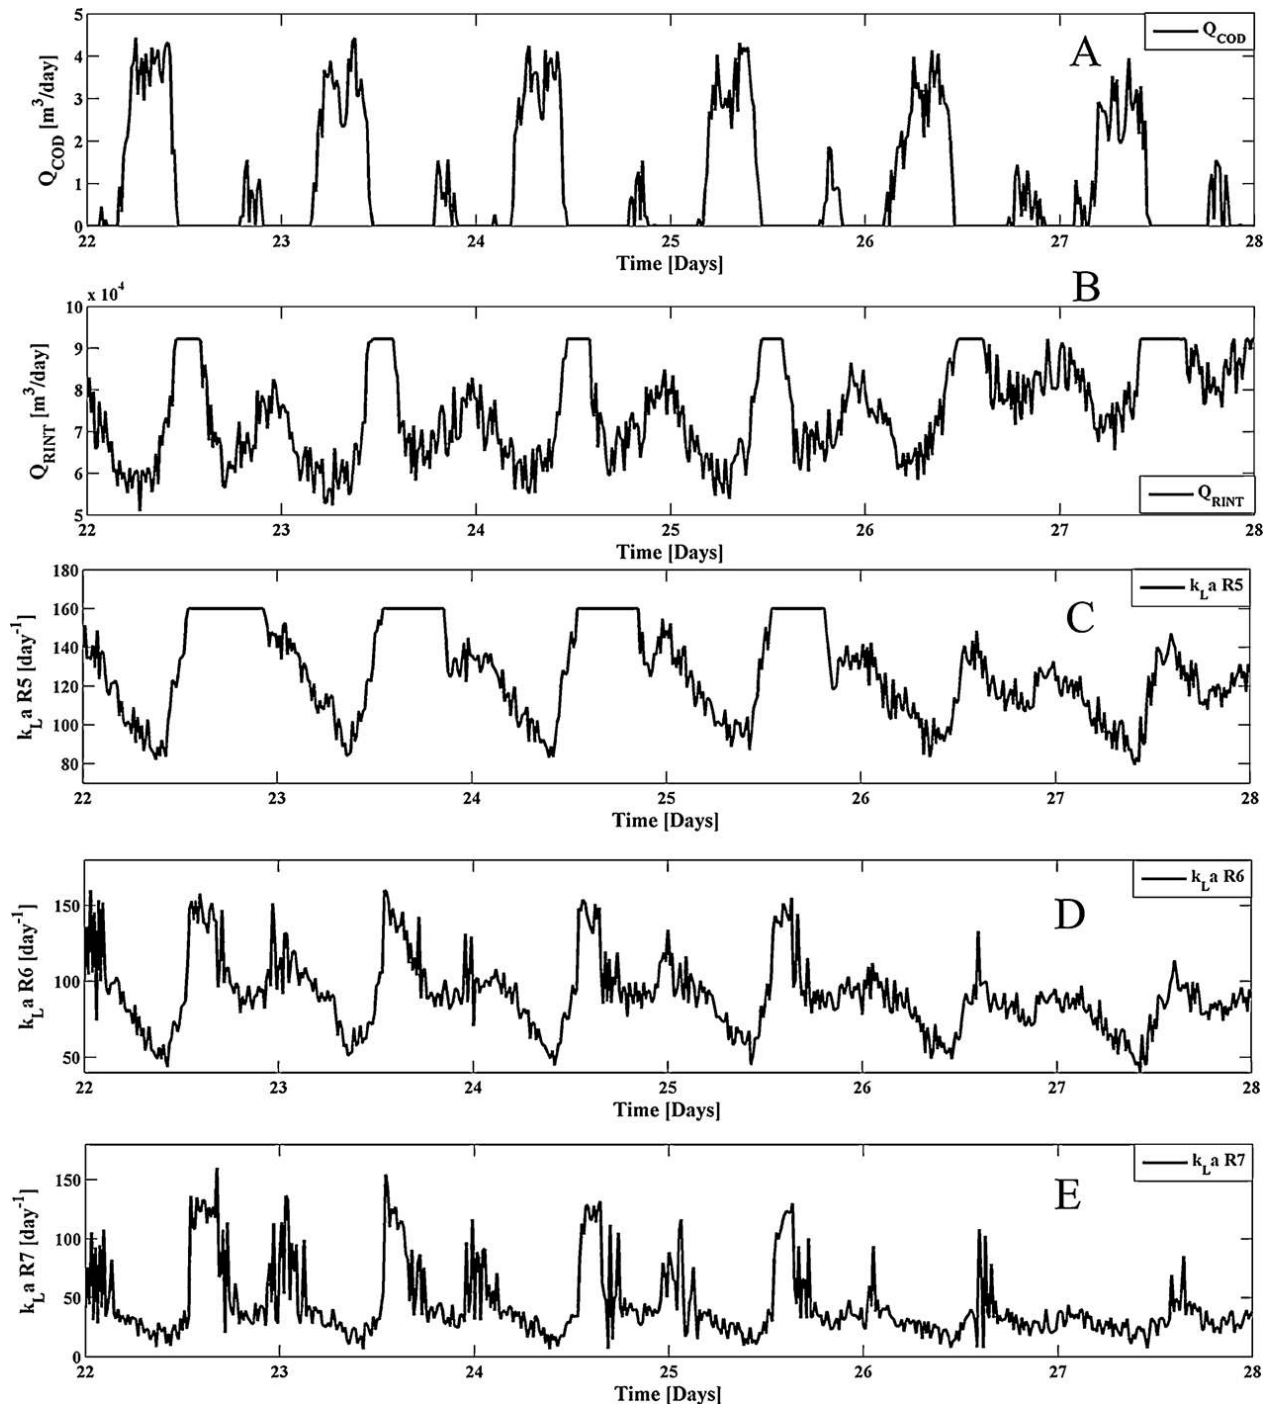 5
4
3
2
1
0
Q_COD [m^3/day]
A
Q_COD
22 23 24 25 26 27 28
Time [Days]
x 10^4
B
10
9
8
7
6
5
Q_RINT [m^3/day]
Q_RINT
22 23 24 25 26 27 28
Time [Days]
180
160
140
120
100
80
k_L a R5 [day^-1]
k_L a R5
C
22 23 24 25 26 27 28
Time [Days]
150
100
50
k_L a R6 [day^-1]
k_L a R6
D
22 23 24 25 26 27 28
Time [Days]
150
100
50
0
k_L a R7 [day^-1]
k_L a R7
E
22 23 24 25 26 27 28
Time [Days]